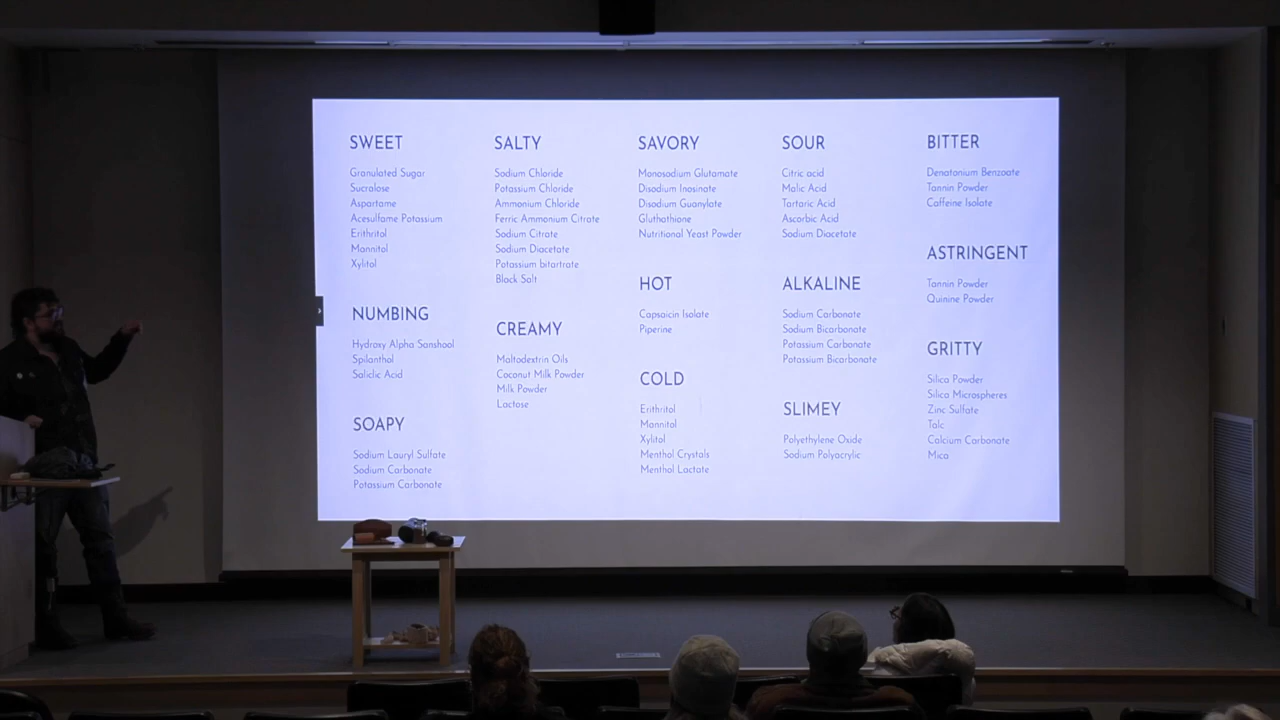 SWEET
Granulated Sugar
Sucralose
Aspartame
Acesulfame Potassium
Erithritol
Mannitol
Xylitol
NUMBING
Hydroxy Alpha Sanshool
Spilanthol
Saliclic Acid
SOAPY
Sodium Lauryl Sulfate
Sodium Carbonate
Potassium Carbonate
SALTY
Sodium Chloride
Potassium Chloride
Ammonium Chloride
Ferric Ammonium Citrate
Sodium Citrate
Sodium Diacetate
Potassium bitartrate
Black Salt
CREAMY
Maltodestrin Oils
Coconut Milk Powder
Milk Powder
Lactose
SAVORY
Monosodium Glutamate
Disodium Inosinate
Disodium Guanylate
Gluthathione
Nutritional Yeast Powder
HOT
Capsaicin Isolate
Piperine
COLD
Erithritol
Mannitol
Xylitol
Menthol Crystals
Menthol Lactate
SOUR
Citric acid
Malic Acid
Tartaric Acid
Ascorbic Acid
Sodium Diacetate
ALKALINE
Sodium Carbonate
Sodium Bicarbonate
Potassium Carbonate
Potassium Bicarbonate
SLIMEY
Polyethylene Oxide
Sodium Polyacrylic
BITTER
Denatonium Benzoate
Tannin Powder
Caffeine Isolate
ASTRINGENT
Tannin Powder
Quinine Powder
GRITTY
Silica Powder
Silica Microspheres
Zinc Sulfate
Talc
Calcium Carbonate
Mica